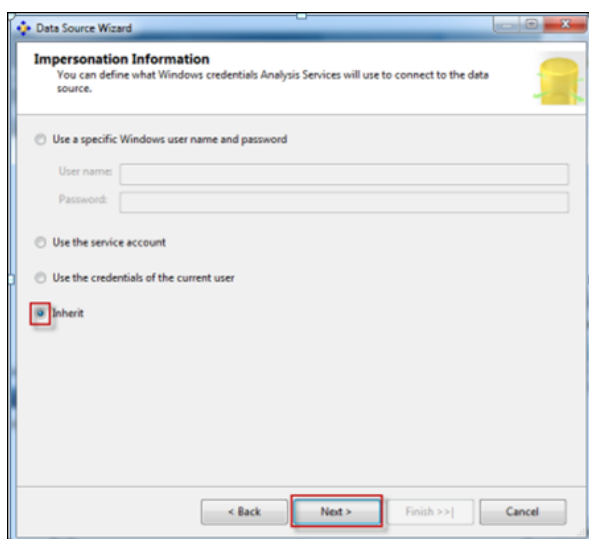 Data Source Wizard
Impersonation Information
You can define what Windows credentials Analysis Services will use to connect to the data
source.
Use a specific Windows user name and password
User name:
Password:
Use the service account
Use the credentials of the current user
Inherit
< Back Next > Finish >>| Cancel